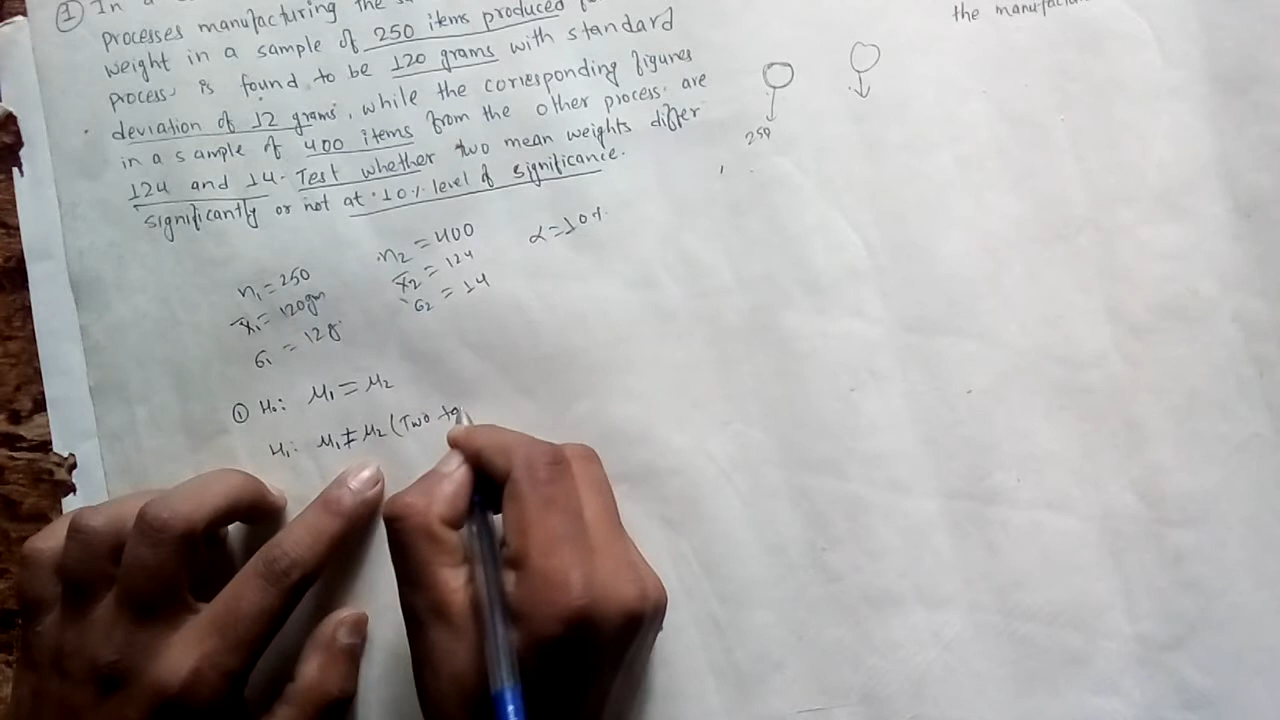 ① In a
processes manufacturing the
weight in a sample of 250 items produced
process, is found to be 120 grams with standard
deviation of 12 grams, while the corresponding figures
in a sample of 400 items from the other process are
124 and 14. Test whether two mean weights differ
significantly or not at 10% level of significance.
the
250
n₁ = 250
x̄₁ = 120gm
σ₁ = 12g
n₂ = 400
x̄₂ = 124
σ₂ = 14
α = 10%
① H₀: μ₁ = μ₂
H₁: μ₁ ≠ μ₂ (Two ta